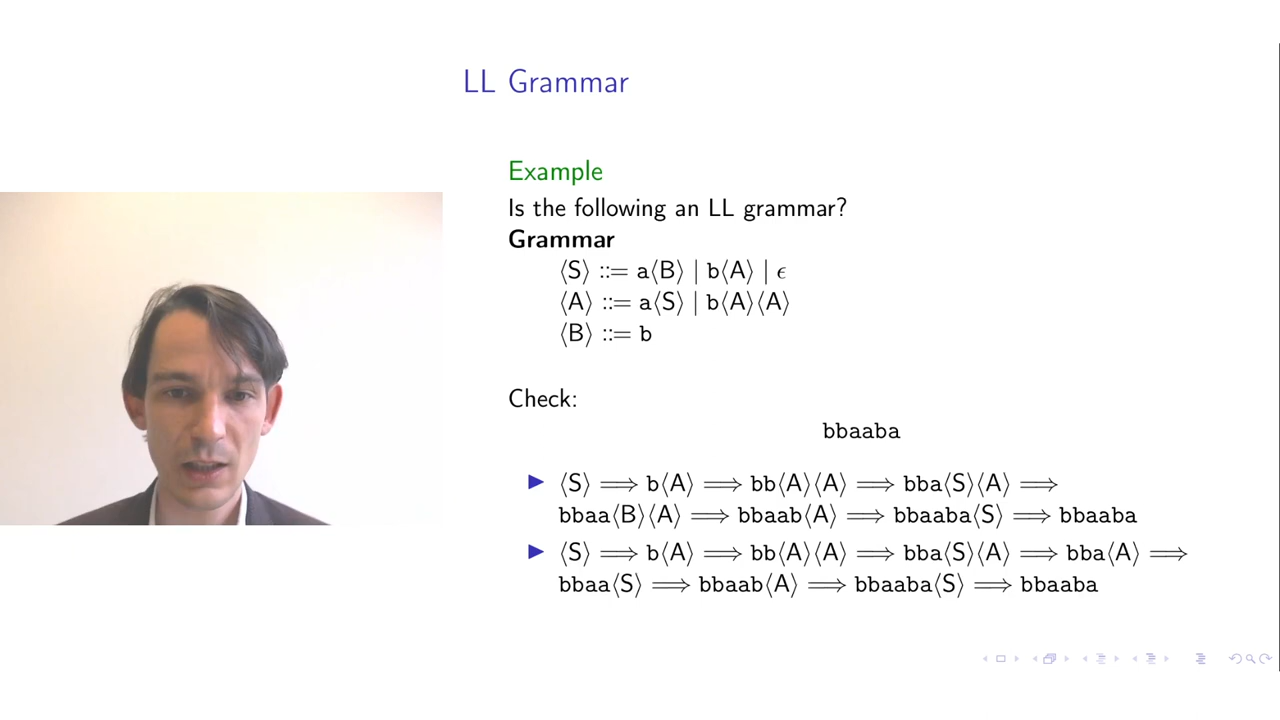 LL Grammar
Example
Is the following an LL grammar?
Grammar
⟨S⟩ ::= a⟨B⟩ | b⟨A⟩ | ϵ
⟨A⟩ ::= a⟨S⟩ | b⟨A⟩⟨A⟩
⟨B⟩ ::= b
Check:
bbaaba
▶ ⟨S⟩ ⟹ b⟨A⟩ ⟹ bb⟨A⟩⟨A⟩ ⟹ bba⟨S⟩⟨A⟩ ⟹
bbaa⟨B⟩⟨A⟩ ⟹ bbaab⟨A⟩ ⟹ bbaaba⟨S⟩ ⟹ bbaaba
▶ ⟨S⟩ ⟹ b⟨A⟩ ⟹ bb⟨A⟩⟨A⟩ ⟹ bba⟨S⟩⟨A⟩ ⟹ bba⟨A⟩ ⟹
bbaa⟨S⟩ ⟹ bbaab⟨A⟩ ⟹ bbaaba⟨S⟩ ⟹ bbaaba